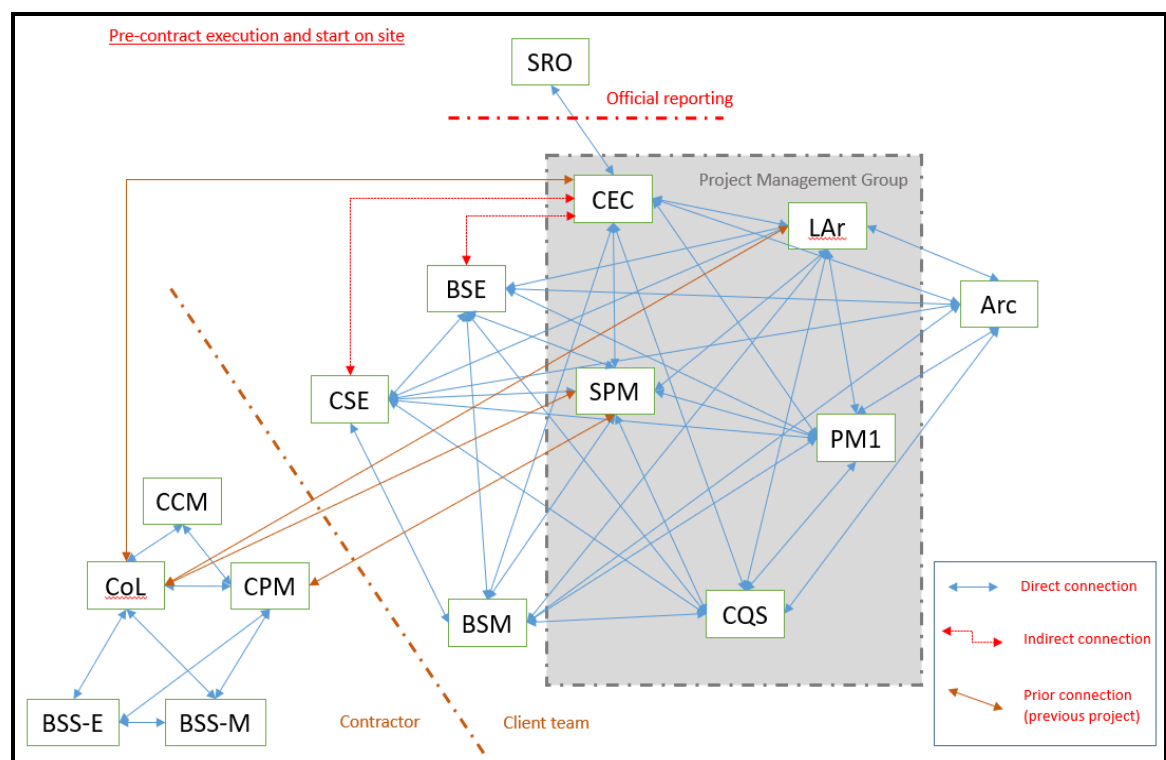 Pre-contract execution and start on site
SRO
Official reporting
Project Management Group
CEC
LAr
BSE
Arc
CSE
SPM
PM1
CCM
CoL
CPM
BSM
CQS
BSS-E
BSS-M
Contractor
Client team
Direct connection
Indirect connection
Prior connection
(previous project)